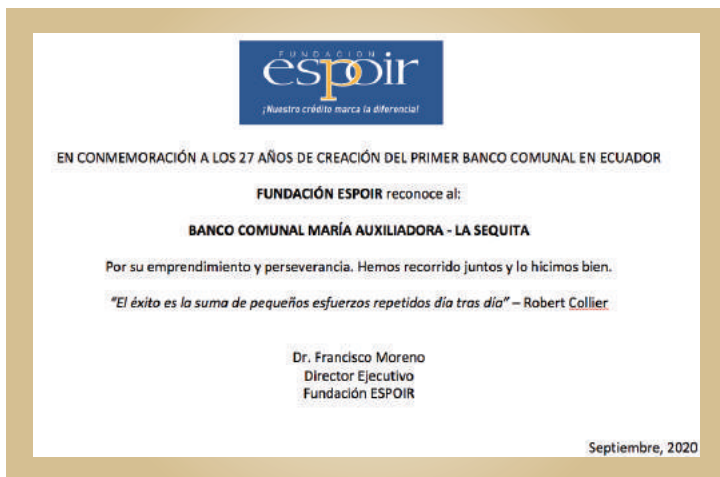 FUNDACIÓN
espoir
¡Nuestro crédito marca la diferencia!
EN CONMEMORACIÓN A LOS 27 AÑOS DE CREACIÓN DEL PRIMER BANCO COMUNAL EN ECUADOR
FUNDACIÓN ESPOIR reconoce al:
BANCO COMUNAL MARÍA AUXILIADORA - LA SEQUITA
Por su emprendimiento y perseverancia. Hemos recorrido juntos y lo hicimos bien.
"El éxito es la suma de pequeños esfuerzos repetidos día tras día" – Robert Collier
Dr. Francisco Moreno
Director Ejecutivo
Fundación ESPOIR
Septiembre, 2020